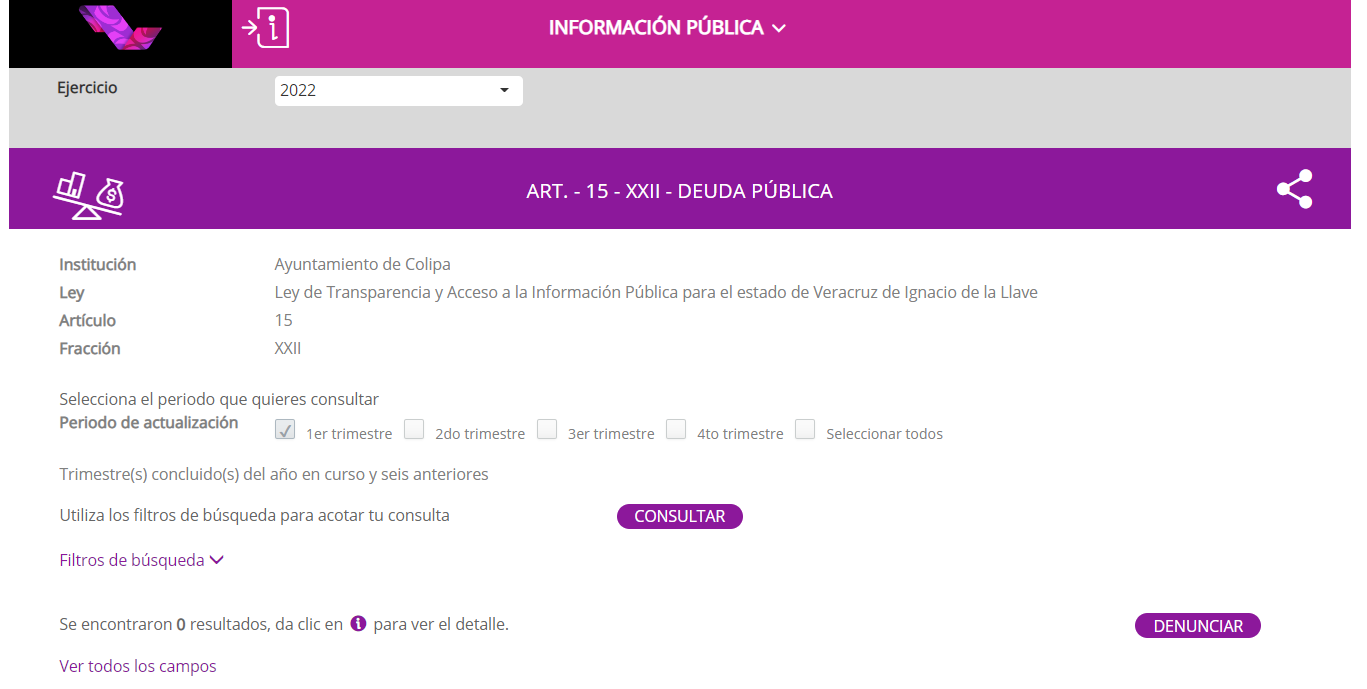 INFORMACIÓN PÚBLICA
Ejercicio 2022
ART. - 15 - XXII - DEUDA PÚBLICA
Institución Ayuntamiento de Colipa
Ley Ley de Transparencia y Acceso a la Información Pública para el estado de Veracruz de Ignacio de la Llave
Artículo 15
Fracción XXII
Selecciona el periodo que quieres consultar
Periodo de actualización 1er trimestre 2do trimestre 3er trimestre 4to trimestre Seleccionar todos
Trimestre(s) concluido(s) del año en curso y seis anteriores
Utiliza los filtros de búsqueda para acotar tu consulta CONSULTAR
Filtros de búsqueda
Se encontraron 0 resultados, da clic en i para ver el detalle. DENUNCIAR
Ver todos los campos